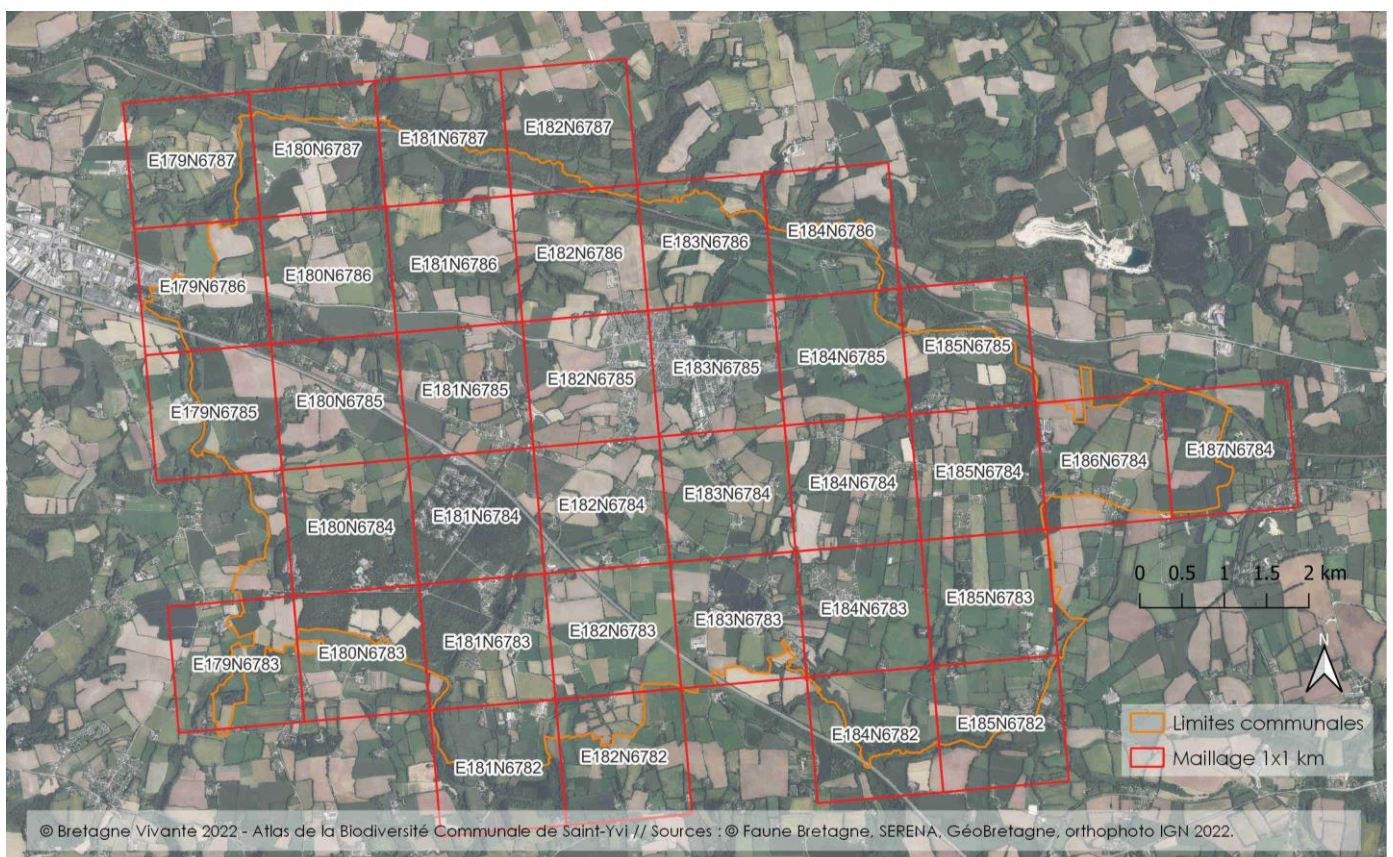 E182N6787
E181N6787
E180N6787
E179N6787
E184N6786
E183N6786
E182N6786
E181N6786
E180N6786
E179N6786
E185N6785
E184N6785
E183N6785
E182N6785
E181N6785
E180N6785
E179N6785
E187N6784
E186N6784
E185N6784
E184N6784
E183N6784
E182N6784
E181N6784
E180N6784
0 0.5 1 1.5 2 km
E185N6783
E184N6783
E183N6783
E182N6783
E181N6783
E180N6783
E179N6783
N
E185N6782
E184N6782
E182N6782
E181N6782
Limites communales
Maillage 1x1 km
© Bretagne Vivante 2022 - Atlas de la Biodiversité Communale de Saint-Yvi // Sources : © Faune Bretagne, SERENA, GéoBretagne, orthophoto IGN 2022.